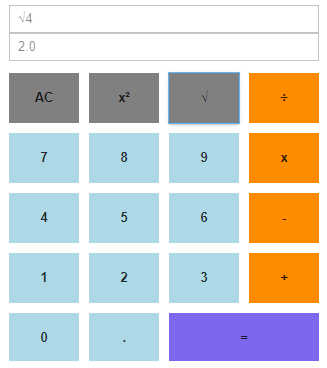 √4
2.0
AC x² √ ÷
7 8 9 x
4 5 6 -
1 2 3 +
0 . =